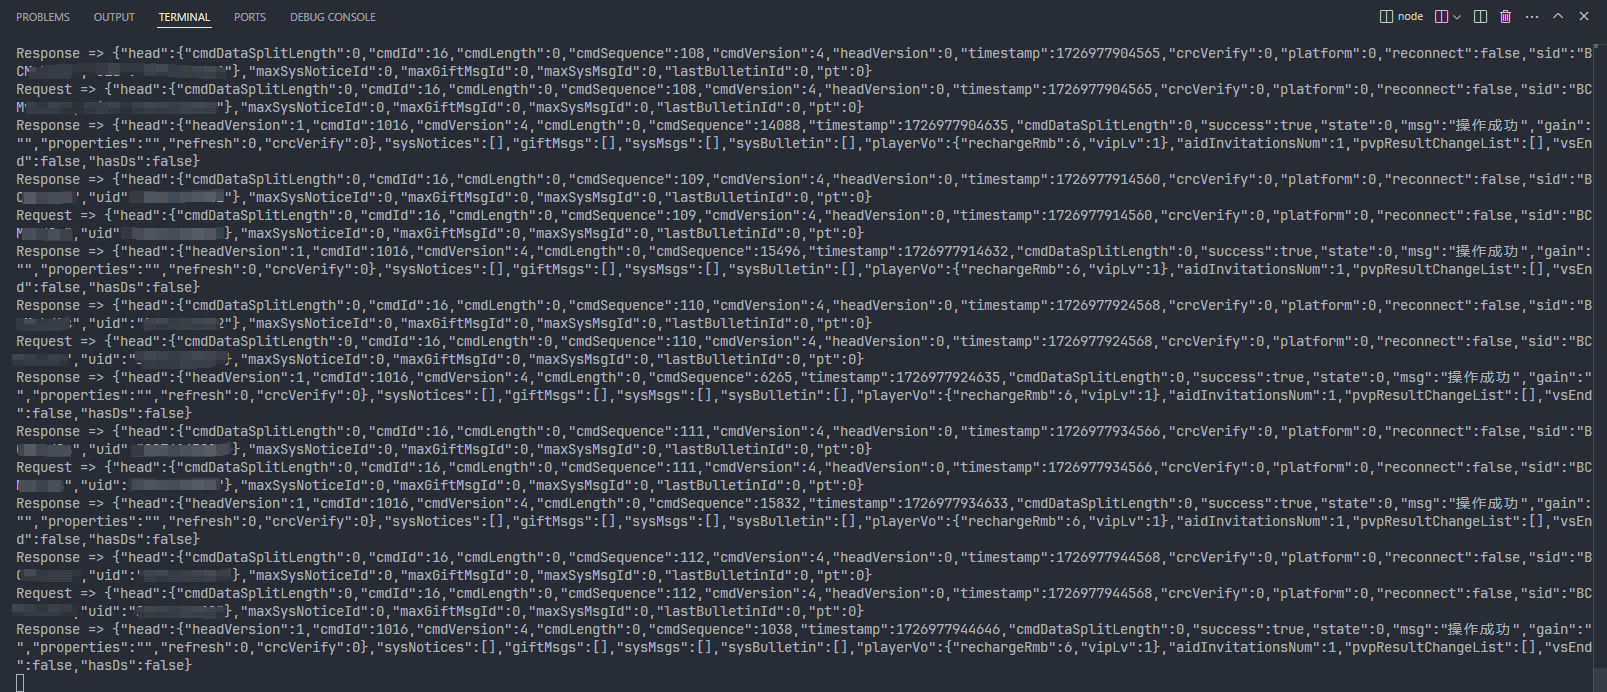 PROBLEMS OUTPUT TERMINAL PORTS DEBUG CONSOLE node
Response => {"head":{"cmdDataSplitLength":0,"cmdId":16,"cmdLength":0,"cmdSequence":108,"cmdVersion":4,"headVersion":0,"timestamp":1726977904565,"crcVerify":0,"platform":0,"reconnect":false,"sid":"B
"},"maxSysNoticeId":0,"maxGiftMsgId":0,"maxSysMsgId":0,"lastBulletinId":0,"pt":0}
Request => {"head":{"cmdDataSplitLength":0,"cmdId":16,"cmdLength":0,"cmdSequence":108,"cmdVersion":4,"headVersion":0,"timestamp":1726977904565,"crcVerify":0,"platform":0,"reconnect":false,"sid":"BC
"},"maxSysNoticeId":0,"maxGiftMsgId":0,"maxSysMsgId":0,"lastBulletinId":0,"pt":0}
Response => {"head":{"headVersion":1,"cmdId":1016,"cmdVersion":4,"cmdLength":0,"cmdSequence":14088,"timestamp":1726977904635,"cmdDataSplitLength":0,"success":true,"state":0,"msg":"操作成功","gain":
"","properties":"","refresh":0,"crcVerify":0},"sysNotices":[],"giftMsgs":[],"sysMsgs":[],"sysBulletin":[],"playerVo":{"rechargeRmb":6,"vipLv":1},"aidInvitationsNum":1,"pvpResultChangeList":[],"vsEn
d":false,"hasDs":false}
Response => {"head":{"cmdDataSplitLength":0,"cmdId":16,"cmdLength":0,"cmdSequence":109,"cmdVersion":4,"headVersion":0,"timestamp":1726977914560,"crcVerify":0,"platform":0,"reconnect":false,"sid":"B
,"uid" "},"maxSysNoticeId":0,"maxGiftMsgId":0,"maxSysMsgId":0,"lastBulletinId":0,"pt":0}
Request => {"head":{"cmdDataSplitLength":0,"cmdId":16,"cmdLength":0,"cmdSequence":109,"cmdVersion":4,"headVersion":0,"timestamp":1726977914560,"crcVerify":0,"platform":0,"reconnect":false,"sid":"BC
,"uid" },"maxSysNoticeId":0,"maxGiftMsgId":0,"maxSysMsgId":0,"lastBulletinId":0,"pt":0}
Response => {"head":{"headVersion":1,"cmdId":1016,"cmdVersion":4,"cmdLength":0,"cmdSequence":15496,"timestamp":1726977914632,"cmdDataSplitLength":0,"success":true,"state":0,"msg":"操作成功","gain":
"","properties":"","refresh":0,"crcVerify":0},"sysNotices":[],"giftMsgs":[],"sysMsgs":[],"sysBulletin":[],"playerVo":{"rechargeRmb":6,"vipLv":1},"aidInvitationsNum":1,"pvpResultChangeList":[],"vsEn
d":false,"hasDs":false}
Response => {"head":{"cmdDataSplitLength":0,"cmdId":16,"cmdLength":0,"cmdSequence":110,"cmdVersion":4,"headVersion":0,"timestamp":1726977924568,"crcVerify":0,"platform":0,"reconnect":false,"sid":"B
","uid":" 2"},"maxSysNoticeId":0,"maxGiftMsgId":0,"maxSysMsgId":0,"lastBulletinId":0,"pt":0}
Request => {"head":{"cmdDataSplitLength":0,"cmdId":16,"cmdLength":0,"cmdSequence":110,"cmdVersion":4,"headVersion":0,"timestamp":1726977924568,"crcVerify":0,"platform":0,"reconnect":false,"sid":"BC
,"uid":" },"maxSysNoticeId":0,"maxGiftMsgId":0,"maxSysMsgId":0,"lastBulletinId":0,"pt":0}
Response => {"head":{"headVersion":1,"cmdId":1016,"cmdVersion":4,"cmdLength":0,"cmdSequence":6265,"timestamp":1726977924635,"cmdDataSplitLength":0,"success":true,"state":0,"msg":"操作成功","gain":"
","properties":"","refresh":0,"crcVerify":0},"sysNotices":[],"giftMsgs":[],"sysMsgs":[],"sysBulletin":[],"playerVo":{"rechargeRmb":6,"vipLv":1},"aidInvitationsNum":1,"pvpResultChangeList":[],"vsEnd
":false,"hasDs":false}
Response => {"head":{"cmdDataSplitLength":0,"cmdId":16,"cmdLength":0,"cmdSequence":111,"cmdVersion":4,"headVersion":0,"timestamp":1726977934566,"crcVerify":0,"platform":0,"reconnect":false,"sid":"B
","uid" },"maxSysNoticeId":0,"maxGiftMsgId":0,"maxSysMsgId":0,"lastBulletinId":0,"pt":0}
Request => {"head":{"cmdDataSplitLength":0,"cmdId":16,"cmdLength":0,"cmdSequence":111,"cmdVersion":4,"headVersion":0,"timestamp":1726977934566,"crcVerify":0,"platform":0,"reconnect":false,"sid":"BC
","uid": "},"maxSysNoticeId":0,"maxGiftMsgId":0,"maxSysMsgId":0,"lastBulletinId":0,"pt":0}
Response => {"head":{"headVersion":1,"cmdId":1016,"cmdVersion":4,"cmdLength":0,"cmdSequence":15832,"timestamp":1726977934633,"cmdDataSplitLength":0,"success":true,"state":0,"msg":"操作成功","gain":
"","properties":"","refresh":0,"crcVerify":0},"sysNotices":[],"giftMsgs":[],"sysMsgs":[],"sysBulletin":[],"playerVo":{"rechargeRmb":6,"vipLv":1},"aidInvitationsNum":1,"pvpResultChangeList":[],"vsEn
d":false,"hasDs":false}
Response => {"head":{"cmdDataSplitLength":0,"cmdId":16,"cmdLength":0,"cmdSequence":112,"cmdVersion":4,"headVersion":0,"timestamp":1726977944568,"crcVerify":0,"platform":0,"reconnect":false,"sid":"B
,"uid": "},"maxSysNoticeId":0,"maxGiftMsgId":0,"maxSysMsgId":0,"lastBulletinId":0,"pt":0}
Request => {"head":{"cmdDataSplitLength":0,"cmdId":16,"cmdLength":0,"cmdSequence":112,"cmdVersion":4,"headVersion":0,"timestamp":1726977944568,"crcVerify":0,"platform":0,"reconnect":false,"sid":"BC
,"uid":" "},"maxSysNoticeId":0,"maxGiftMsgId":0,"maxSysMsgId":0,"lastBulletinId":0,"pt":0}
Response => {"head":{"headVersion":1,"cmdId":1016,"cmdVersion":4,"cmdLength":0,"cmdSequence":1038,"timestamp":1726977944646,"cmdDataSplitLength":0,"success":true,"state":0,"msg":"操作成功","gain":"
","properties":"","refresh":0,"crcVerify":0},"sysNotices":[],"giftMsgs":[],"sysMsgs":[],"sysBulletin":[],"playerVo":{"rechargeRmb":6,"vipLv":1},"aidInvitationsNum":1,"pvpResultChangeList":[],"vsEnd
":false,"hasDs":false}